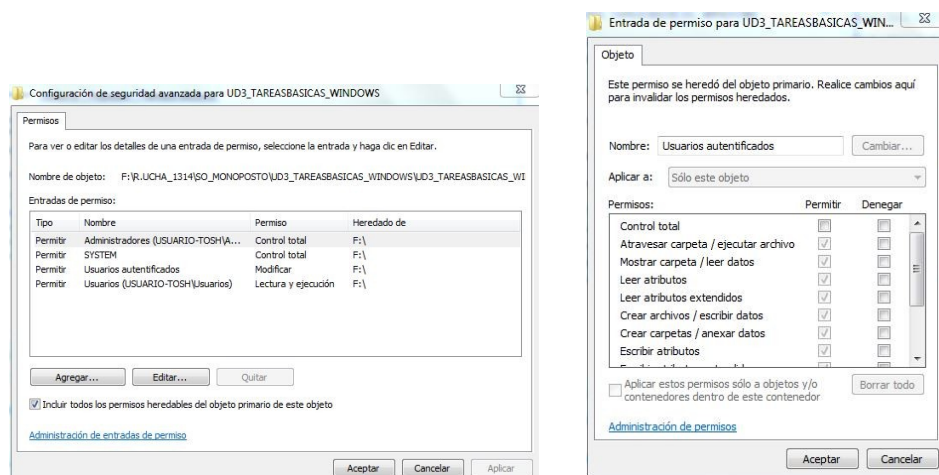 Configuración de seguridad avanzada para UD3_TAREASBASICAS_WINDOWS
Permisos
Para ver o editar los detalles de una entrada de permiso, seleccione la entrada y haga clic en Editar.
Nombre de objeto: F:\R.UCHA_1314\SO_MONOPOSTO\UD3_TAREASBASICAS_WINDOWS\UD3_TAREASBASICAS_WI
Entradas de permiso:
Tipo Nombre Permiso Heredado de
Permitir Administradores (USUARIO-TOSH\A... Control total F:\
Permitir SYSTEM Control total F:\
Permitir Usuarios autentificados Modificar F:\
Permitir Usuarios (USUARIO-TOSH\Usuarios) Lectura y ejecución F:\
Agregar... Editar... Quitar
Incluir todos los permisos heredables del objeto primario de este objeto
Administración de entradas de permiso
Aceptar Cancelar Aplicar
Entrada de permiso para UD3_TAREASBASICAS_WIN...
Objeto
Este permiso se heredó del objeto primario. Realice cambios aquí
para invalidar los permisos heredados.
Nombre: Usuarios autentificados Cambiar...
Aplicar a: Sólo este objeto
Permisos: Permitir Denegar
Control total
Atravesar carpeta / ejecutar archivo
Mostrar carpeta / leer datos
Leer atributos
Leer atributos extendidos
Crear archivos / escribir datos
Crear carpetas / anexar datos
Escribir atributos
Aplicar estos permisos sólo a objetos y/o
contenedores dentro de este contenedor
Borrar todo
Administración de permisos
Aceptar Cancelar